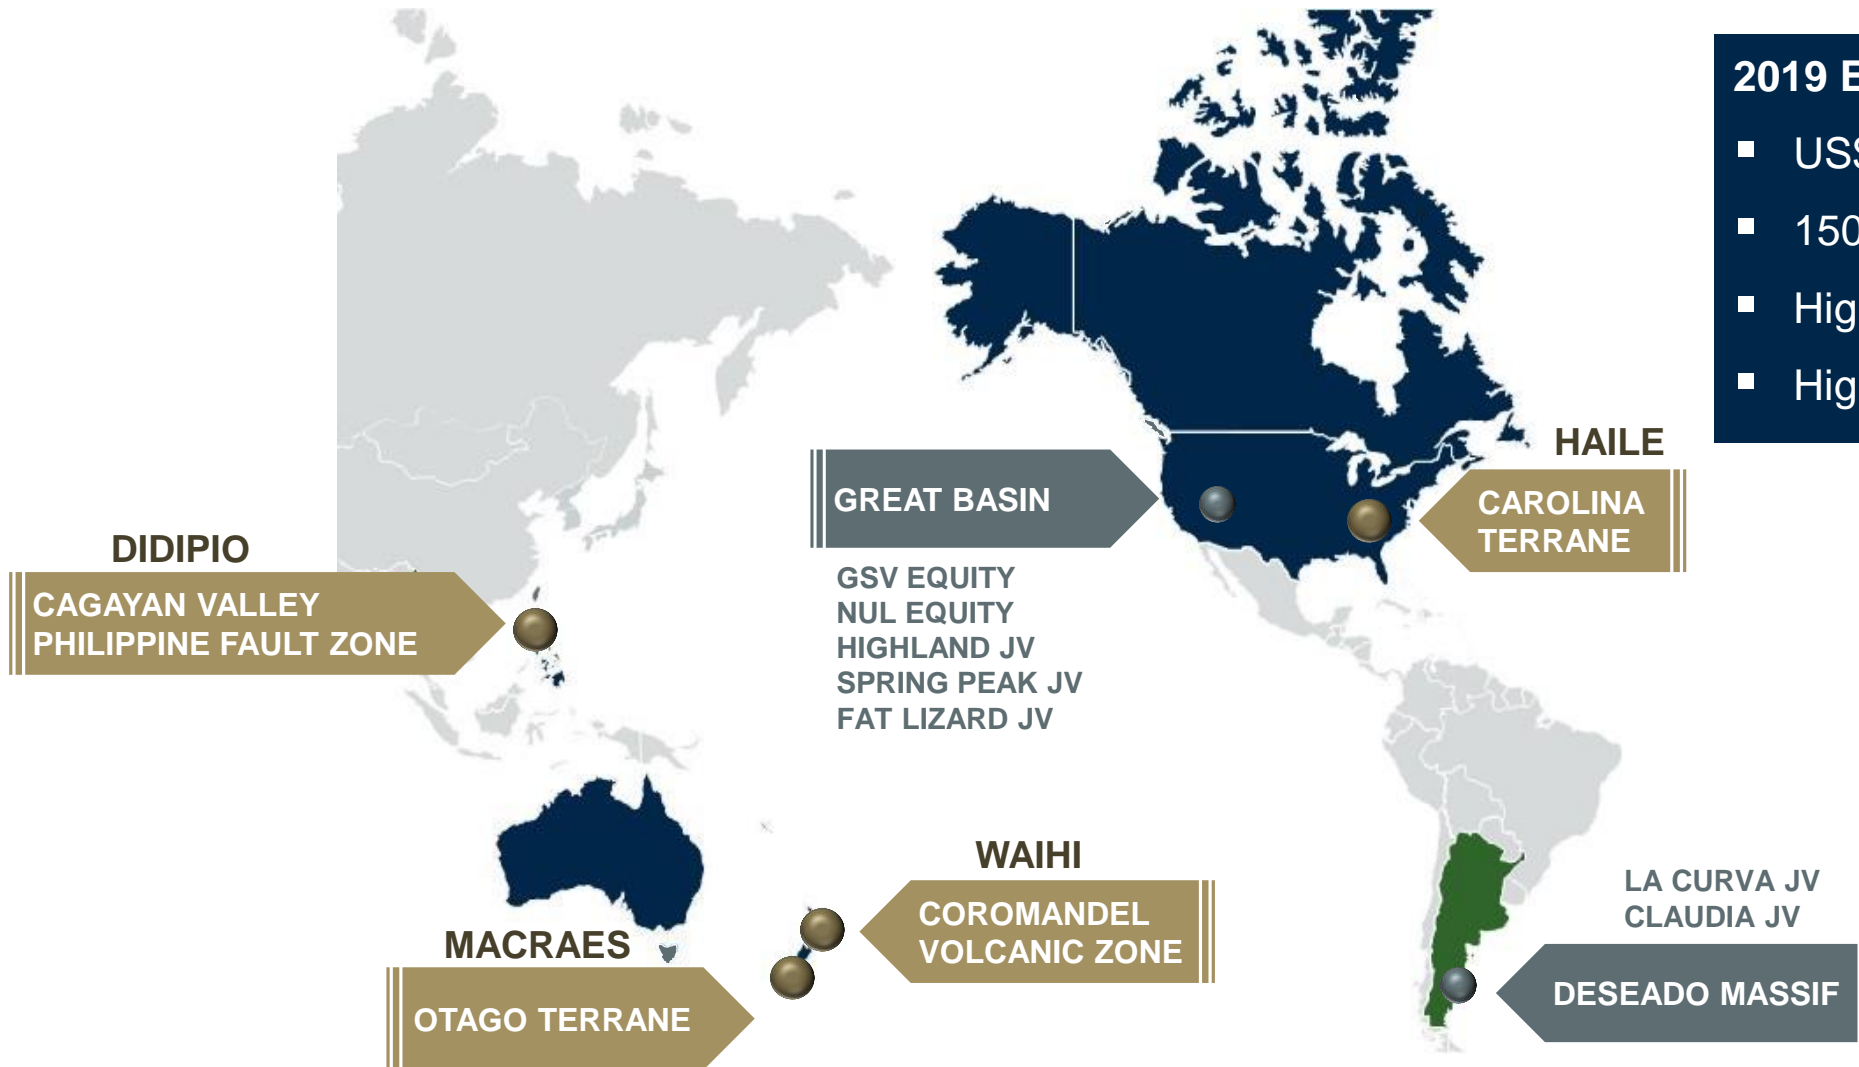 2019
150
HAILE
CAROLINA
TERRANE
GREAT BASIN
GSV EQUITY
NUL EQUITY
HIGHLAND JV
SPRING PEAK JV
FAT LIZARD JV
DIDIPIO
CAGAYAN VALLEY
PHILIPPINE FAULT ZONE
WAIHI
COROMANDEL
VOLCANIC ZONE
MACRAES
OTAGO TERRANE
LA CURVA JV
CLAUDIA JV
DESEADO MASSIF